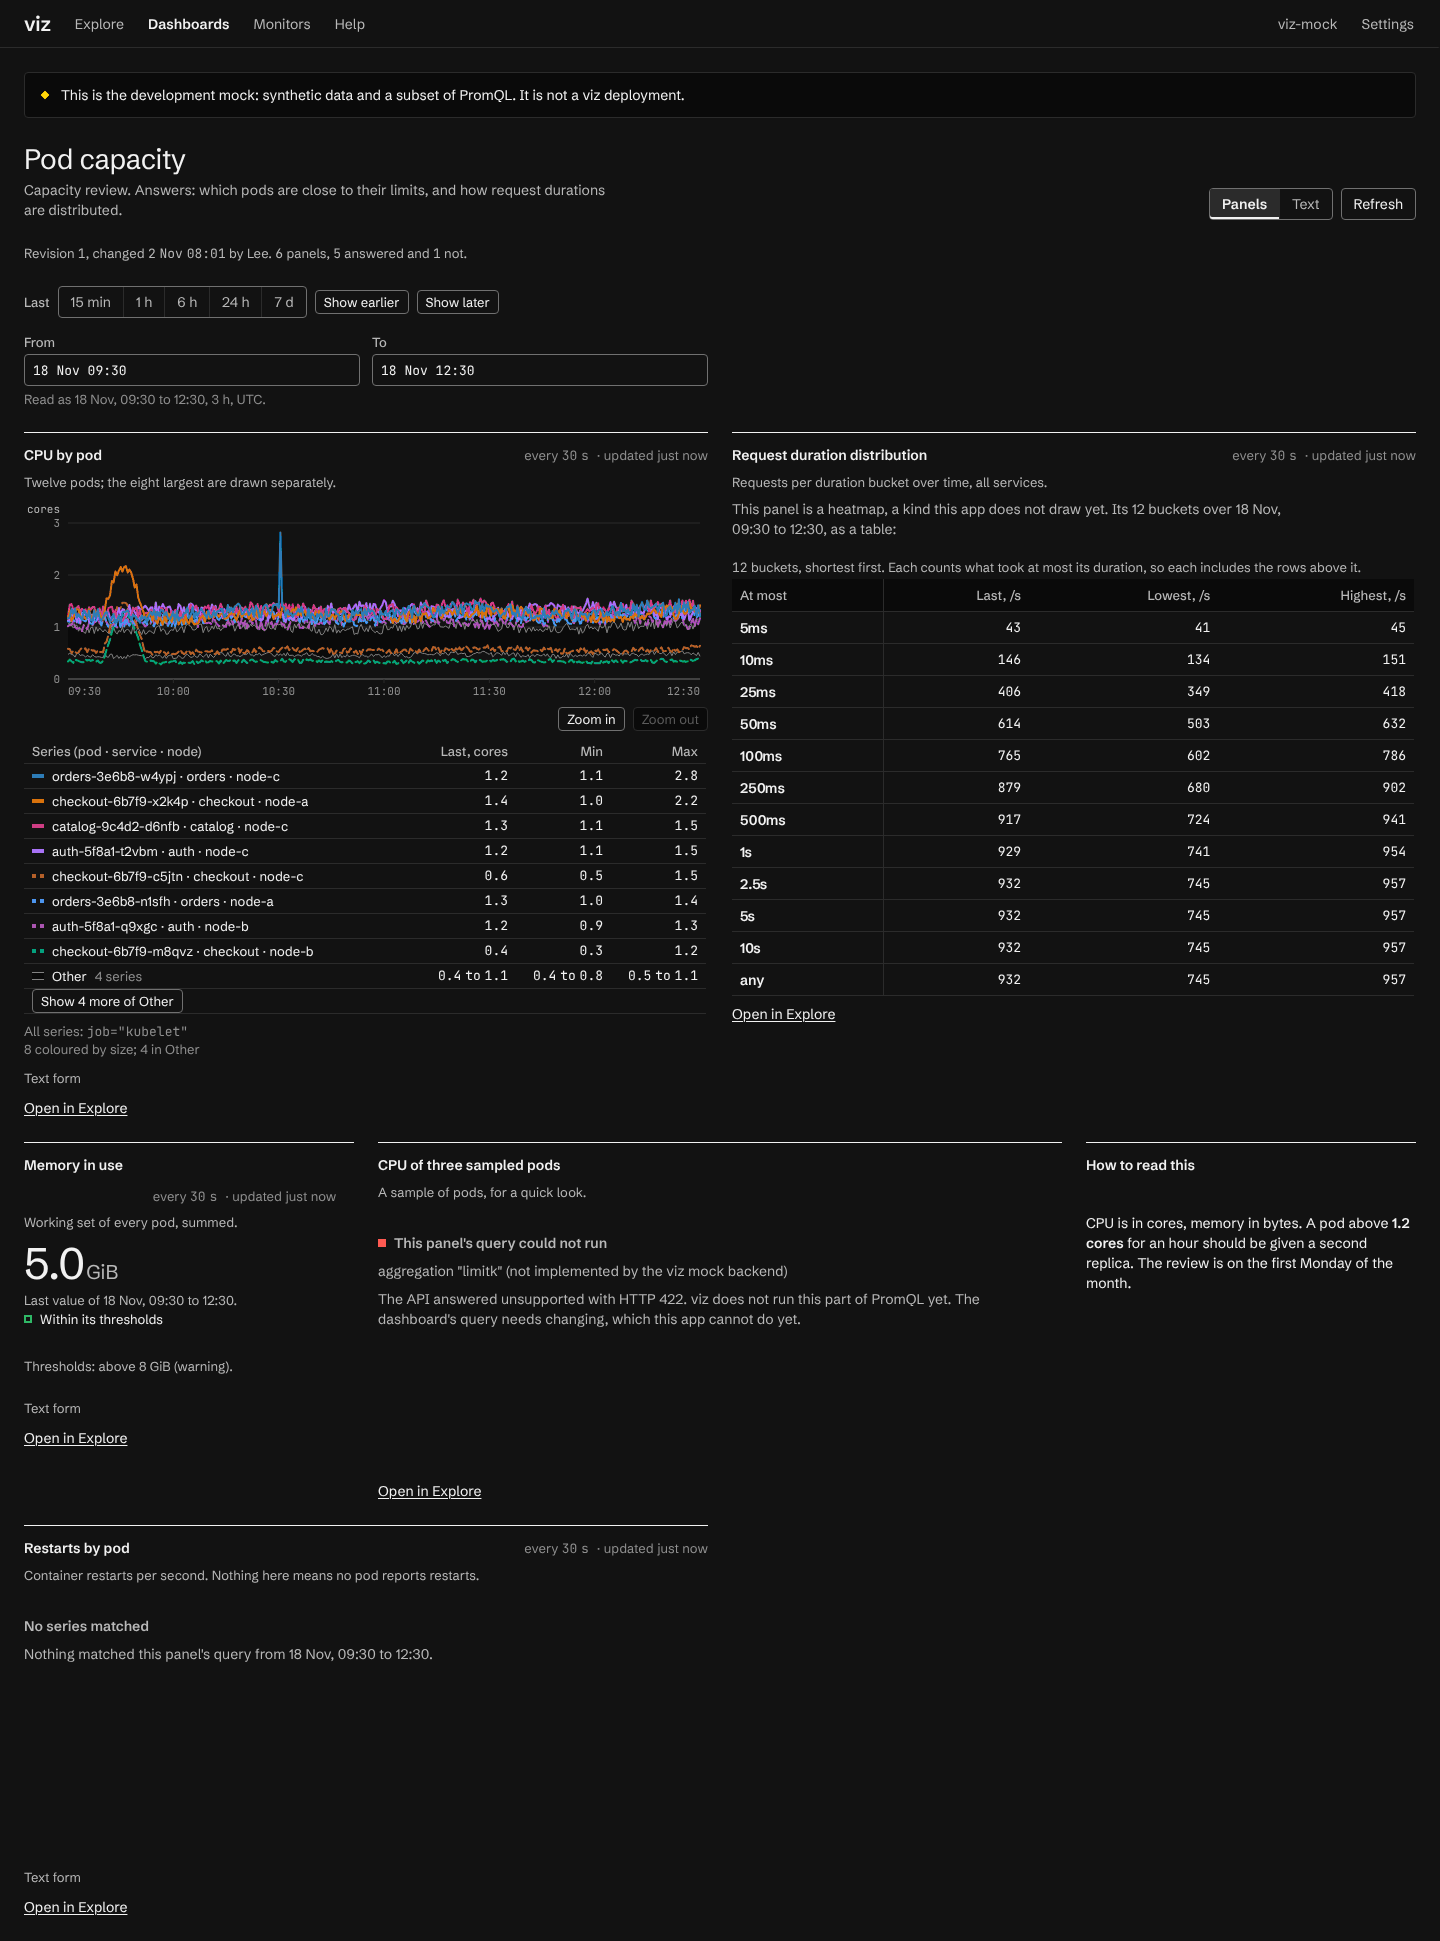 viz Explore Dashboards Monitors Help viz-mock Settings
This is the development mock: synthetic data and a subset of PromQL. It is not a viz deployment.
Pod capacity
Capacity review. Answers: which pods are close to their limits, and how request durations
are distributed.
Panels Text Refresh
Revision 1, changed 2 Nov 08:01 by Lee. 6 panels, 5 answered and 1 not.
Last 15 min 1 h 6 h 24 h 7 d Show earlier Show later
From To
18 Nov 09:30 18 Nov 12:30
Read as 18 Nov, 09:30 to 12:30, 3 h, UTC.
CPU by pod every 30 s · updated just now
Twelve pods; the eight largest are drawn separately.
cores
3
2
1
0
09:30 10:00 10:30 11:00 11:30 12:00 12:30
Zoom in Zoom out
Series (pod · service · node) Last, cores Min Max
orders-3e6b8-w4ypj · orders · node-c 1.2 1.1 2.8
checkout-6b7f9-x2k4p · checkout · node-a 1.4 1.0 2.2
catalog-9c4d2-d6nfb · catalog · node-c 1.3 1.1 1.5
auth-5f8a1-t2vbm · auth · node-c 1.2 1.1 1.5
checkout-6b7f9-c5jtn · checkout · node-c 0.6 0.5 1.5
orders-3e6b8-n1sfh · orders · node-a 1.3 1.0 1.4
auth-5f8a1-q9xgc · auth · node-b 1.2 0.9 1.3
checkout-6b7f9-m8qvz · checkout · node-b 0.4 0.3 1.2
Other 4 series 0.4 to 1.1 0.4 to 0.8 0.5 to 1.1
Show 4 more of Other
All series: job="kubelet"
8 coloured by size; 4 in Other
Text form
Open in Explore
Request duration distribution every 30 s · updated just now
Requests per duration bucket over time, all services.
This panel is a heatmap, a kind this app does not draw yet. Its 12 buckets over 18 Nov,
09:30 to 12:30, as a table:
12 buckets, shortest first. Each counts what took at most its duration, so each includes the rows above it.
At most Last, /s Lowest, /s Highest, /s
5ms 43 41 45
10ms 146 134 151
25ms 406 349 418
50ms 614 503 632
100ms 765 602 786
250ms 879 680 902
500ms 917 724 941
1s 929 741 954
2.5s 932 745 957
5s 932 745 957
10s 932 745 957
any 932 745 957
Open in Explore
Memory in use
every 30 s · updated just now
Working set of every pod, summed.
5.0 GiB
Last value of 18 Nov, 09:30 to 12:30.
Within its thresholds
Thresholds: above 8 GiB (warning).
Text form
Open in Explore
CPU of three sampled pods
A sample of pods, for a quick look.
This panel's query could not run
aggregation "limitk" (not implemented by the viz mock backend)
The API answered unsupported with HTTP 422. viz does not run this part of PromQL yet. The
dashboard's query needs changing, which this app cannot do yet.
Open in Explore
How to read this
CPU is in cores, memory in bytes. A pod above 1.2
cores for an hour should be given a second
replica. The review is on the first Monday of the
month.
Restarts by pod every 30 s · updated just now
Container restarts per second. Nothing here means no pod reports restarts.
No series matched
Nothing matched this panel's query from 18 Nov, 09:30 to 12:30.
Text form
Open in Explore